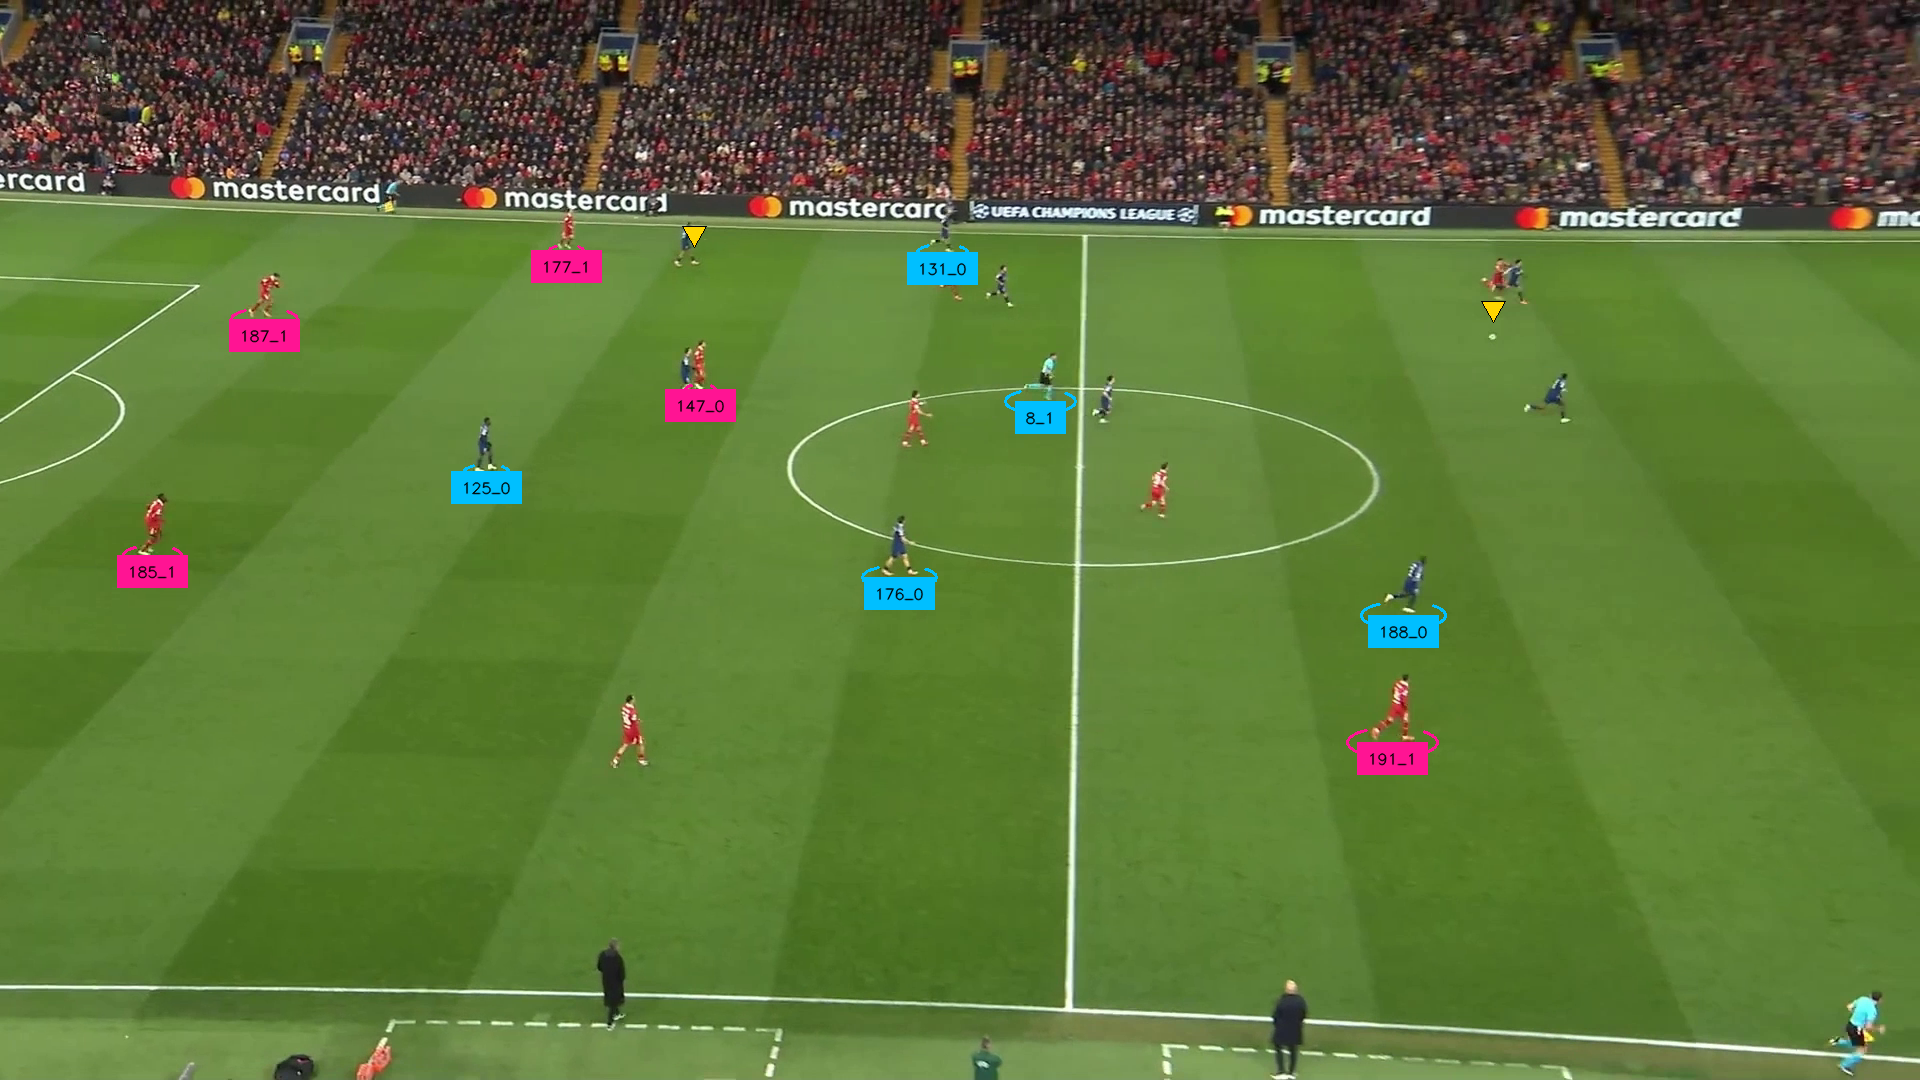 ercard
mastercard
mastercard
mastercard
UEFA CHAMPIONS LEAGUE
mastercard
mastercard
ma
177_1
131_0
187_1
147_0
8_1
125_0
185_1
176_0
188_0
191_1